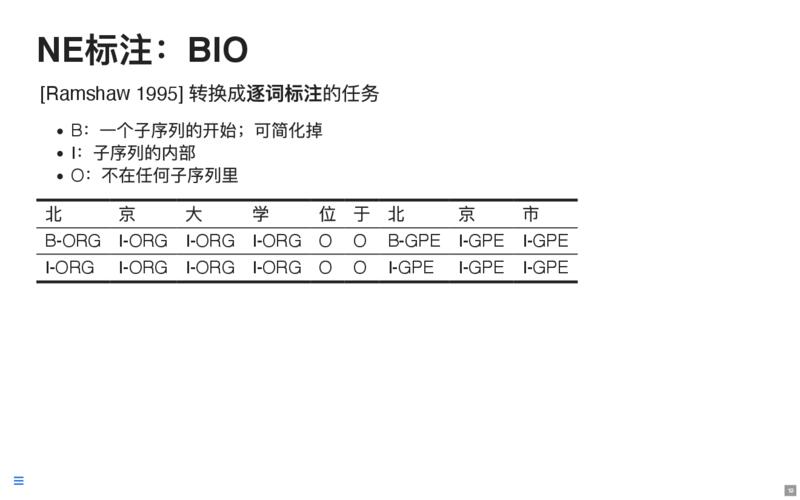 NE标注：BIO
[Ramshaw 1995] 转换成逐词标注的任务
• B：一个子序列的开始；可简化掉
• I：子序列的内部
• O：不在任何子序列里
北 京 大 学 位 于 北 京 市
B-ORG I-ORG I-ORG I-ORG O O B-GPE I-GPE I-GPE
I-ORG I-ORG I-ORG I-ORG O O I-GPE I-GPE I-GPE